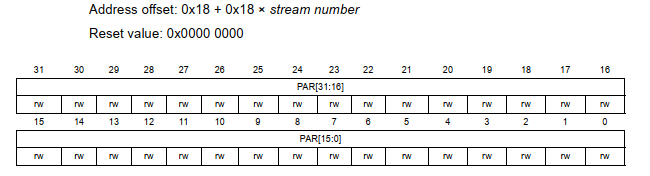 Address offset: 0x18 + 0x18 × stream number
Reset value: 0x0000 0000
31 30 29 28 27 26 25 24 23 22 21 20 19 18 17 16
PAR[31:16]
rw rw rw rw rw rw rw rw rw rw rw rw rw rw rw rw
15 14 13 12 11 10 9 8 7 6 5 4 3 2 1 0
PAR[15:0]
rw rw rw rw rw rw rw rw rw rw rw rw rw rw rw rw